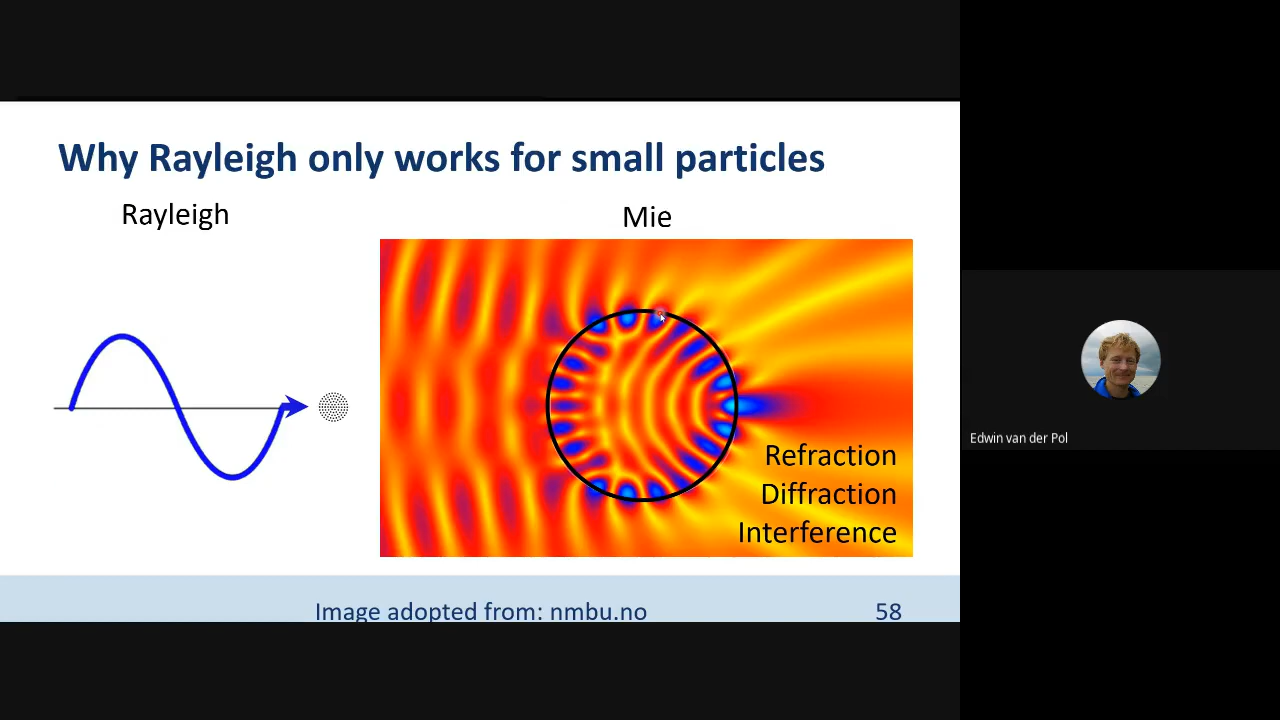 Why Rayleigh only works for small particles
Rayleigh
Mie
Refraction
Diffraction
Interference
Image adopted from: nmbu.no
58
Edwin van der Pol